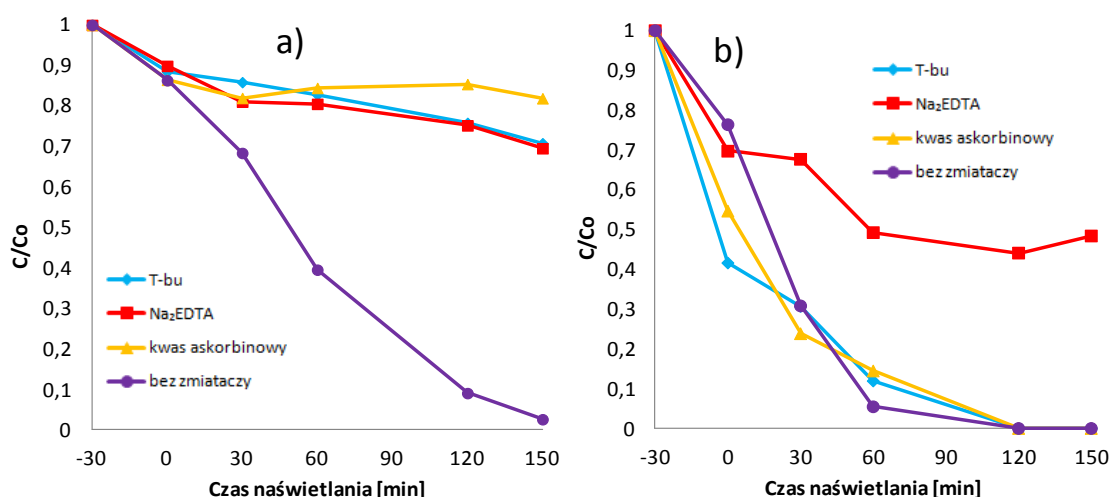 a)
1
0,9
0,8
0,7
0,6
0,5
0,4
0,3
0,2
0,1
0
C/Co
T-bu
Na₂EDTA
kwas askorbinowy
bez zmiataczy
-30 0 30 60 90 120 150
Czas naświetlania [min]
b)
1
0,9
0,8
0,7
0,6
0,5
0,4
0,3
0,2
0,1
0
C/Co
T-bu
Na₂EDTA
kwas askorbinowy
bez zmiataczy
-30 0 30 60 90 120 150
Czas naświetlania [min]